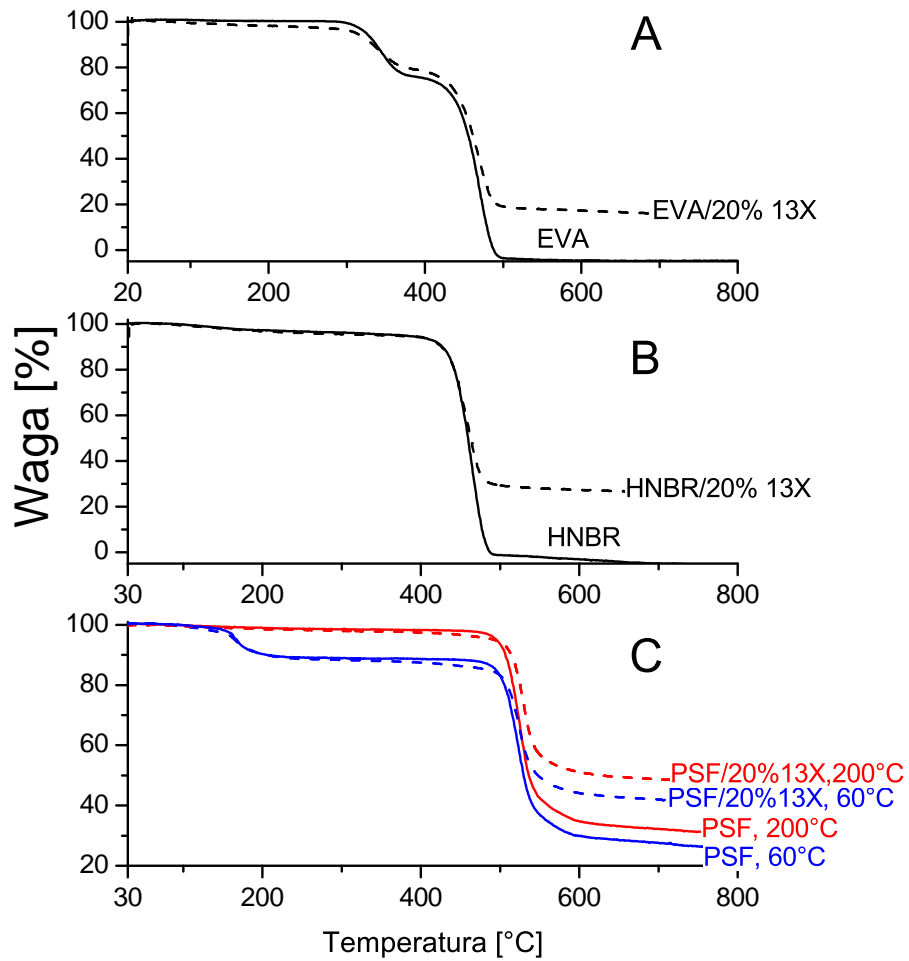 A
100
80
60
40
20
0
EVA/20% 13X
EVA
20 200 400 600 800
B
100
80
60
40
20
0
HNBR/20% 13X
HNBR
30 200 400 600 800
Waga [%]
C
100
80
60
40
20
PSF/20%13X,200°C
PSF/20%13X, 60°C
PSF, 200°C
PSF, 60°C
30 200 400 600 800
Temperatura [°C]